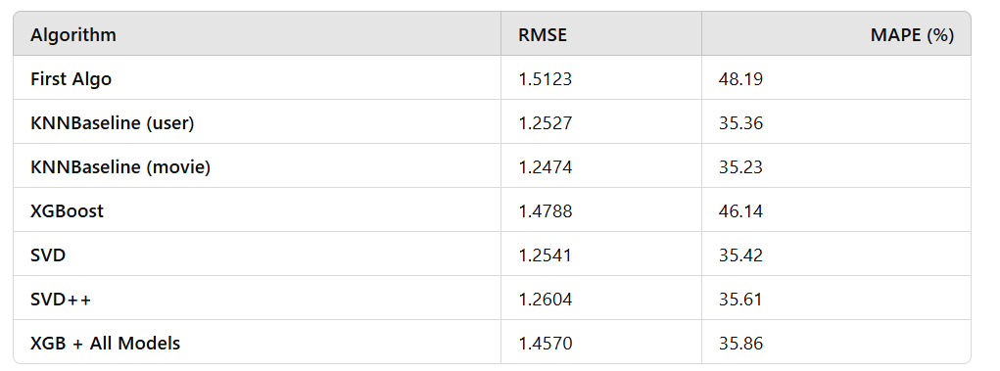 Algorithm RMSE MAPE (%)
First Algo 1.5123 48.19
KNNBaseline (user) 1.2527 35.36
KNNBaseline (movie) 1.2474 35.23
XGBoost 1.4788 46.14
SVD 1.2541 35.42
SVD++ 1.2604 35.61
XGB + All Models 1.4570 35.86